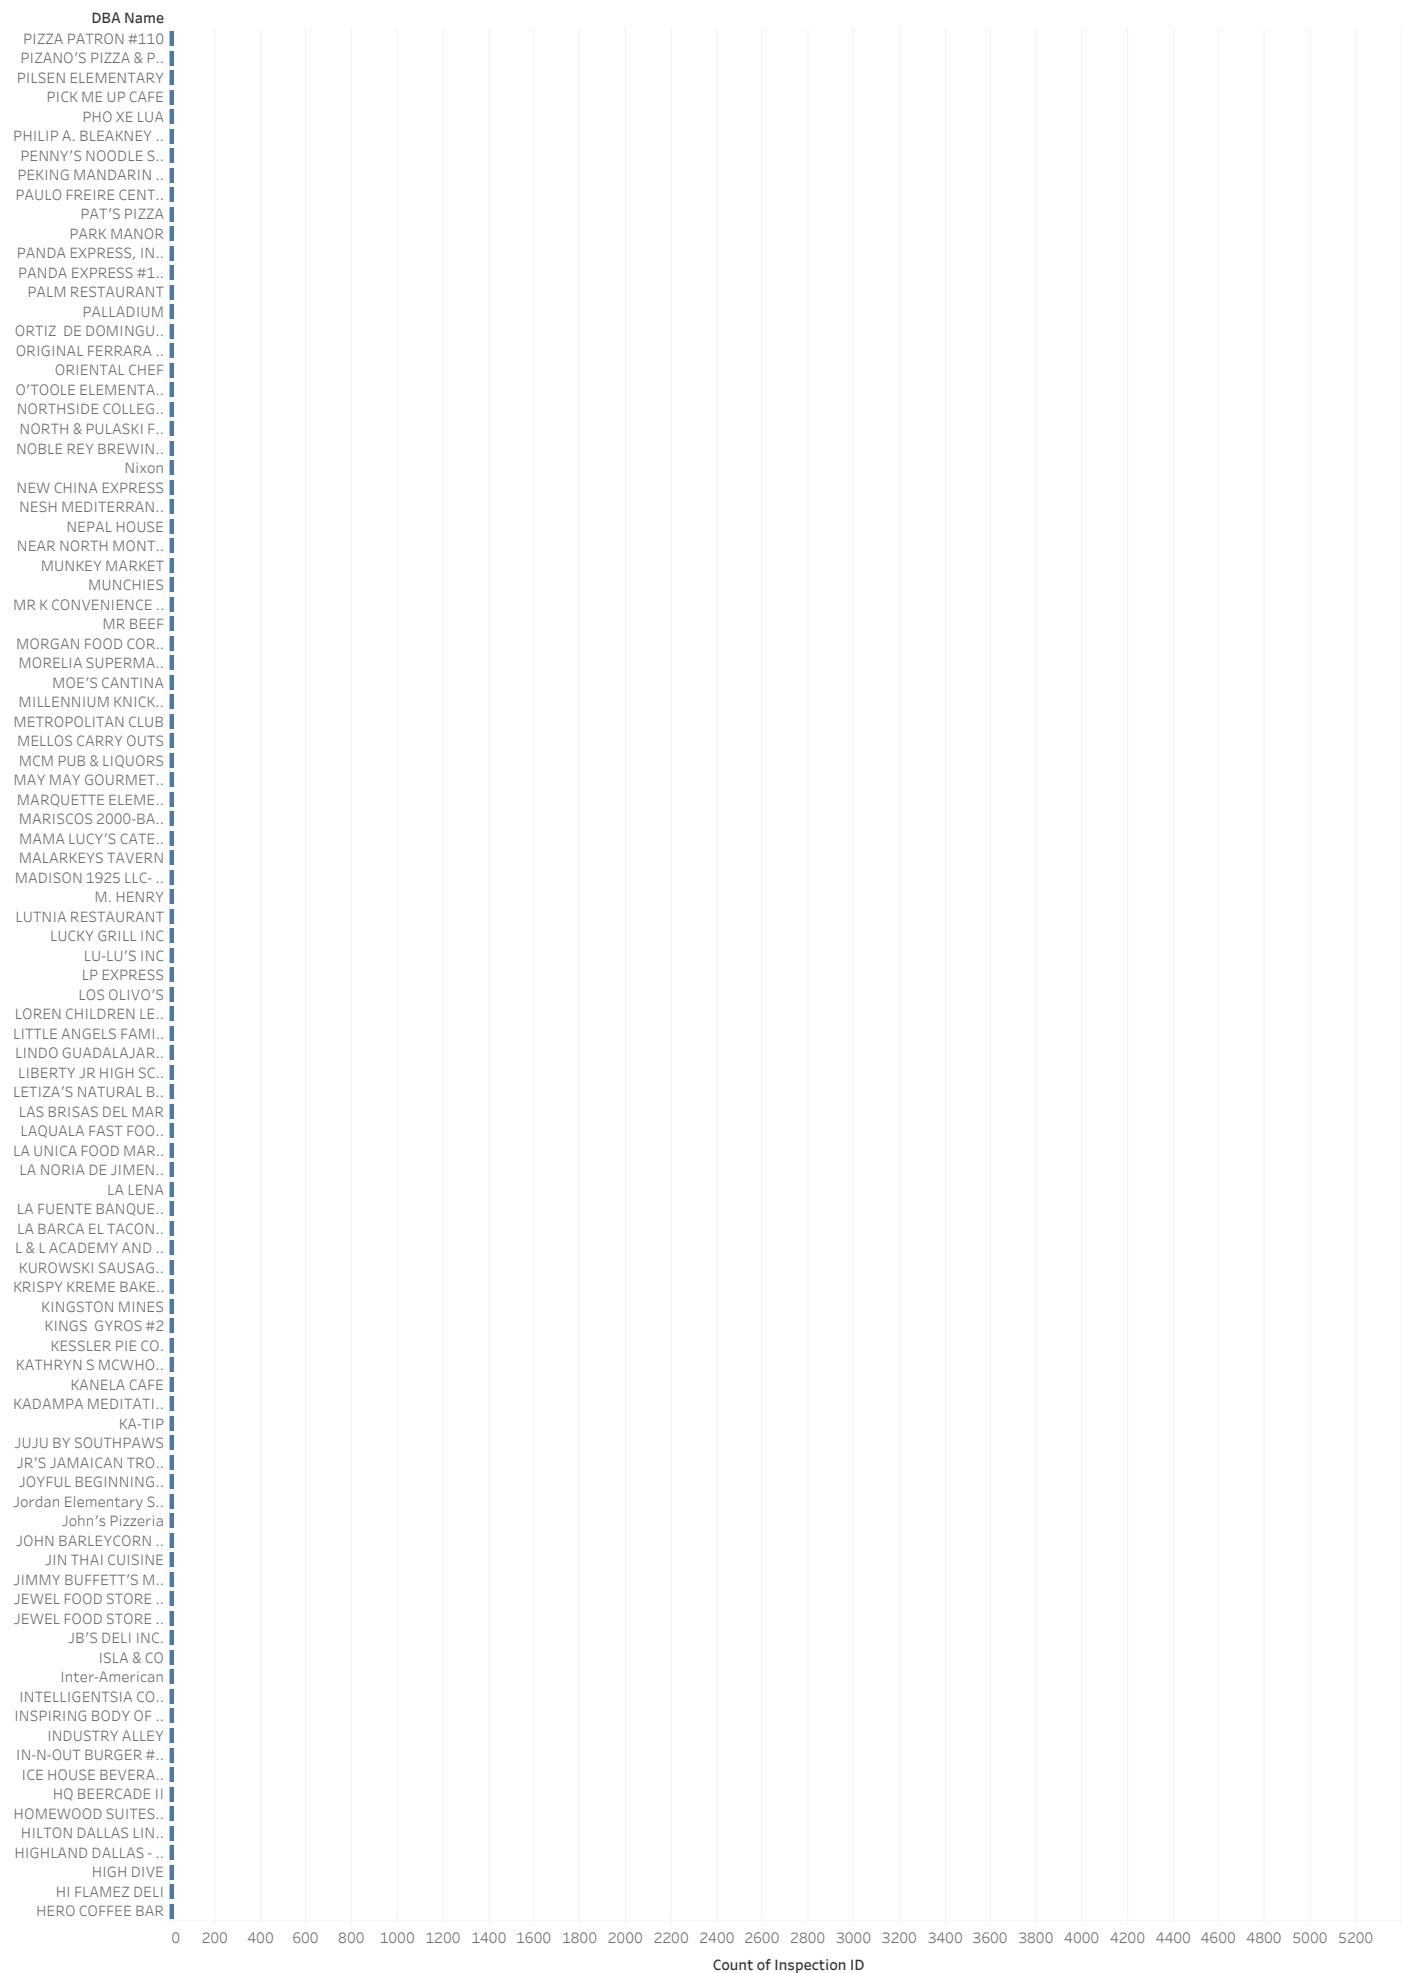 DBA Name
PIZZA PATRON #110
PIZANO'S PIZZA & P..
PILSEN ELEMENTARY
PICK ME UP CAFE
PHO XE LUA
PHILIP A. BLEAKNEY ..
PENNY'S NOODLE S..
PEKING MANDARIN ..
PAULO FREIRE CENT..
PAT'S PIZZA
PARK MANOR
PANDA EXPRESS, IN..
PANDA EXPRESS #1..
PALM RESTAURANT
PALLADIUM
ORTIZ  DE DOMINGU..
ORIGINAL FERRARA ..
ORIENTAL CHEF
O'TOOLE ELEMENTA..
NORTHSIDE COLLEG..
NORTH & PULASKI F..
NOBLE REY BREWIN..
Nixon
NEW CHINA EXPRESS
NESH MEDITERRAN..
NEPAL HOUSE
NEAR NORTH MONT..
MUNKEY MARKET
MUNCHIES
MR K CONVENIENCE ..
MR BEEF
MORGAN FOOD COR..
MORELIA SUPERMA..
MOE'S CANTINA
MILLENNIUM KNICK..
METROPOLITAN CLUB
MELLOS CARRY OUTS
MCM PUB & LIQUORS
MAY MAY GOURMET..
MARQUETTE ELEME..
MARISCOS 2000-BA..
MAMA LUCY'S CATE..
MALARKEYS TAVERN
MADISON 1925 LLC- ..
M. HENRY
LUTNIA RESTAURANT
LUCKY GRILL INC
LU-LU'S INC
LP EXPRESS
LOS OLIVO'S
LOREN CHILDREN LE..
LITTLE ANGELS FAMI..
LINDO GUADALAJAR..
LIBERTY JR HIGH SC..
LETIZA'S NATURAL B..
LAS BRISAS DEL MAR
LAQUALA FAST FOO..
LA UNICA FOOD MAR..
LA NORIA DE JIMEN..
LA LENA
LA FUENTE BANQUE..
LA BARCA EL TACON..
L & L ACADEMY AND ..
KUROWSKI SAUSAG..
KRISPY KREME BAKE..
KINGSTON MINES
KINGS  GYROS #2
KESSLER PIE CO.
KATHRYN S MCWHO..
KANELA CAFE
KADAMPA MEDITATI..
KA-TIP
JUJU BY SOUTHPAWS
JR'S JAMAICAN TRO..
JOYFUL BEGINNING..
Jordan Elementary S..
John's Pizzeria
JOHN BARLEYCORN ..
JIN THAI CUISINE
JIMMY BUFFETT'S M..
JEWEL FOOD STORE ..
JEWEL FOOD STORE ..
JB'S DELI INC.
ISLA & CO
Inter-American
INTELLIGENTSIA CO..
INSPIRING BODY OF ..
INDUSTRY ALLEY
IN-N-OUT BURGER #..
ICE HOUSE BEVERA..
HQ BEERCADE II
HOMEWOOD SUITES..
HILTON DALLAS LIN..
HIGHLAND DALLAS - ..
HIGH DIVE
HI FLAMEZ DELI
HERO COFFEE BAR
0 200 400 600 800 1000 1200 1400 1600 1800 2000 2200 2400 2600 2800 3000 3200 3400 3600 3800 4000 4200 4400 4600 4800 5000 5200
Count of Inspection ID